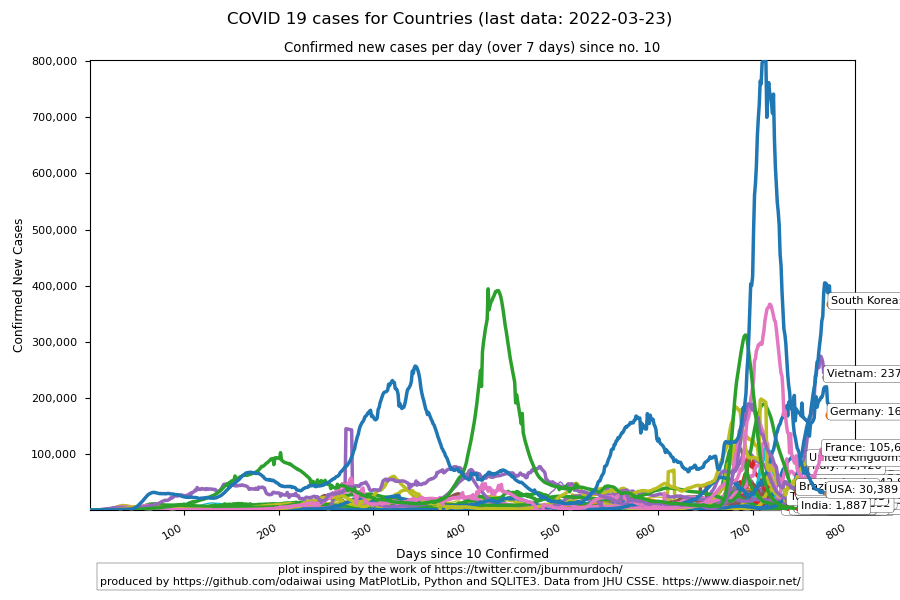 COVID 19 cases for Countries (last data: 2022-03-23)
Confirmed new cases per day (over 7 days) since no. 10
800,000
700,000
600,000
500,000
400,000
300,000
200,000
100,000
Confirmed New Cases
South Korea:
Vietnam: 237
Germany: 16
France: 105,6
United Kingdom:
72,420
USA: 30,389
India: 1,887
100
200
300
400
500
600
700
800
Days since 10 Confirmed
plot inspired by the work of https://twitter.com/jburnmurdoch/
produced by https://github.com/odaiwai using MatPlotLib, Python and SQLITE3. Data from JHU CSSE. https://www.diaspoir.net/